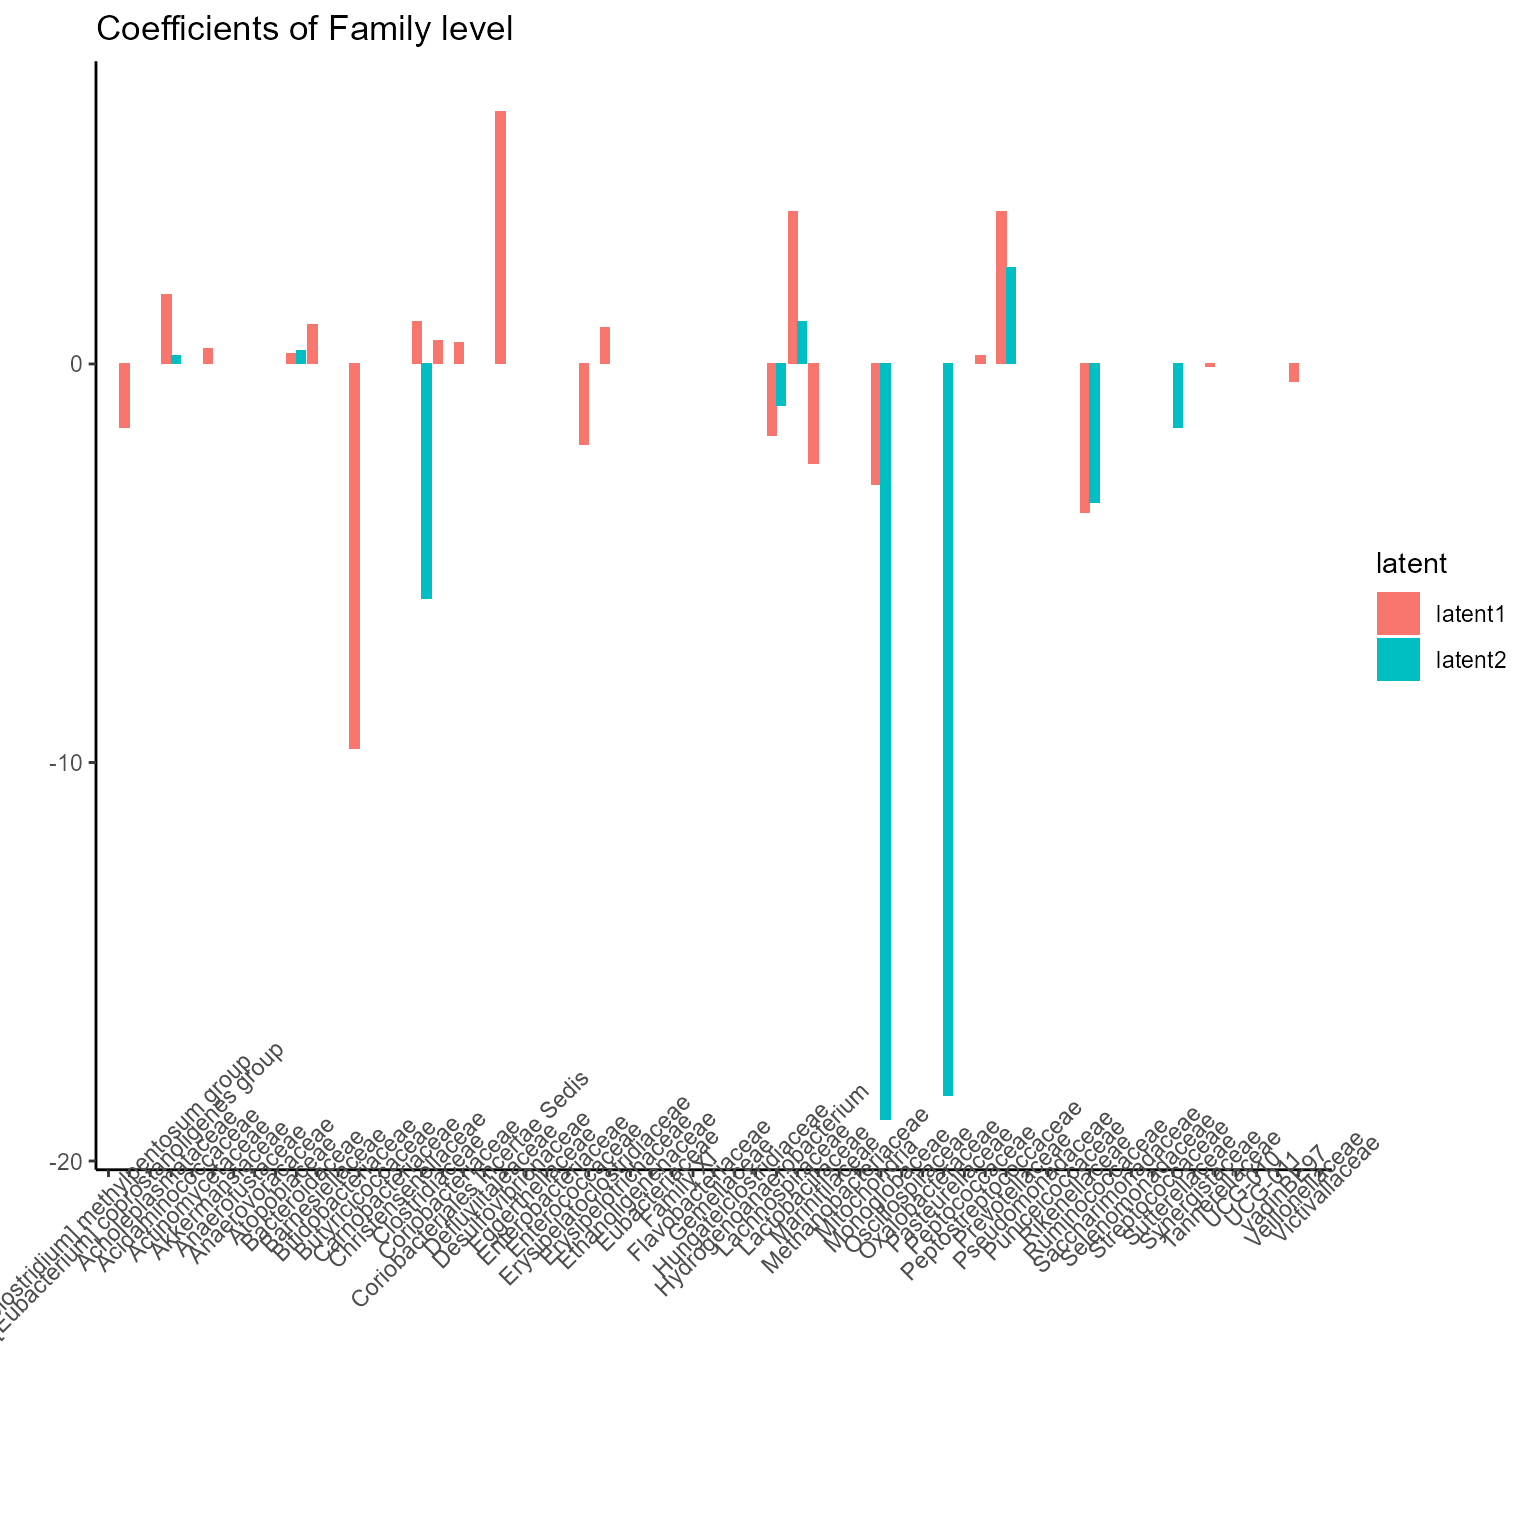 Coefficients of Family level
0
-10
-20
latent
latent1
latent2
methylpentosum group
[Eubacterium] coprostanoligenes group
Acholeplasmataceae
Acidaminococcaceae
Actinomycetaceae
Akkermansiaceae
Anaerofustaceae
Anaerovoracaceae
Atopobiaceae
Bacteroidaceae
Barnesiellaceae
Bifidobacteriaceae
Butyricicoccaceae
Carnobacteriaceae
Christensenellaceae
Clostridiaceae
Coriobacteriaceae
Coriobacteriales Incertae Sedis
Defluviitaleaceae
Desulfovibrionaceae
Eggerthellaceae
Enterobacteriaceae
Enterococcaceae
Erysipelatoclostridiaceae
Erysipelotrichaceae
Ethanoligenenaceae
Eubacteriaceae
Family XI
Flavobacteriaceae
Gemellaceae
Hungateiclostridiaceae
Hydrogenoanaerobacterium
Lachnospiraceae
Lactobacillaceae
Marinifilaceae
Methanobacteriaceae
Mitochondria
Monoglobaceae
Oscillospiraceae
Oxalobacteraceae
Pasteurellaceae
Peptococcaceae
Peptostreptococcaceae
Prevotellaceae
Pseudomonadaceae
Puniceicoccaceae
Rikenellaceae
Ruminococcaceae
Saccharimonadaceae
Selenomonadaceae
Streptococcaceae
Sutterellaceae
Synergistaceae
Tannerellaceae
UCG-010
UCG-011
vadinBE97
Veillonellaceae
Victivallaceae